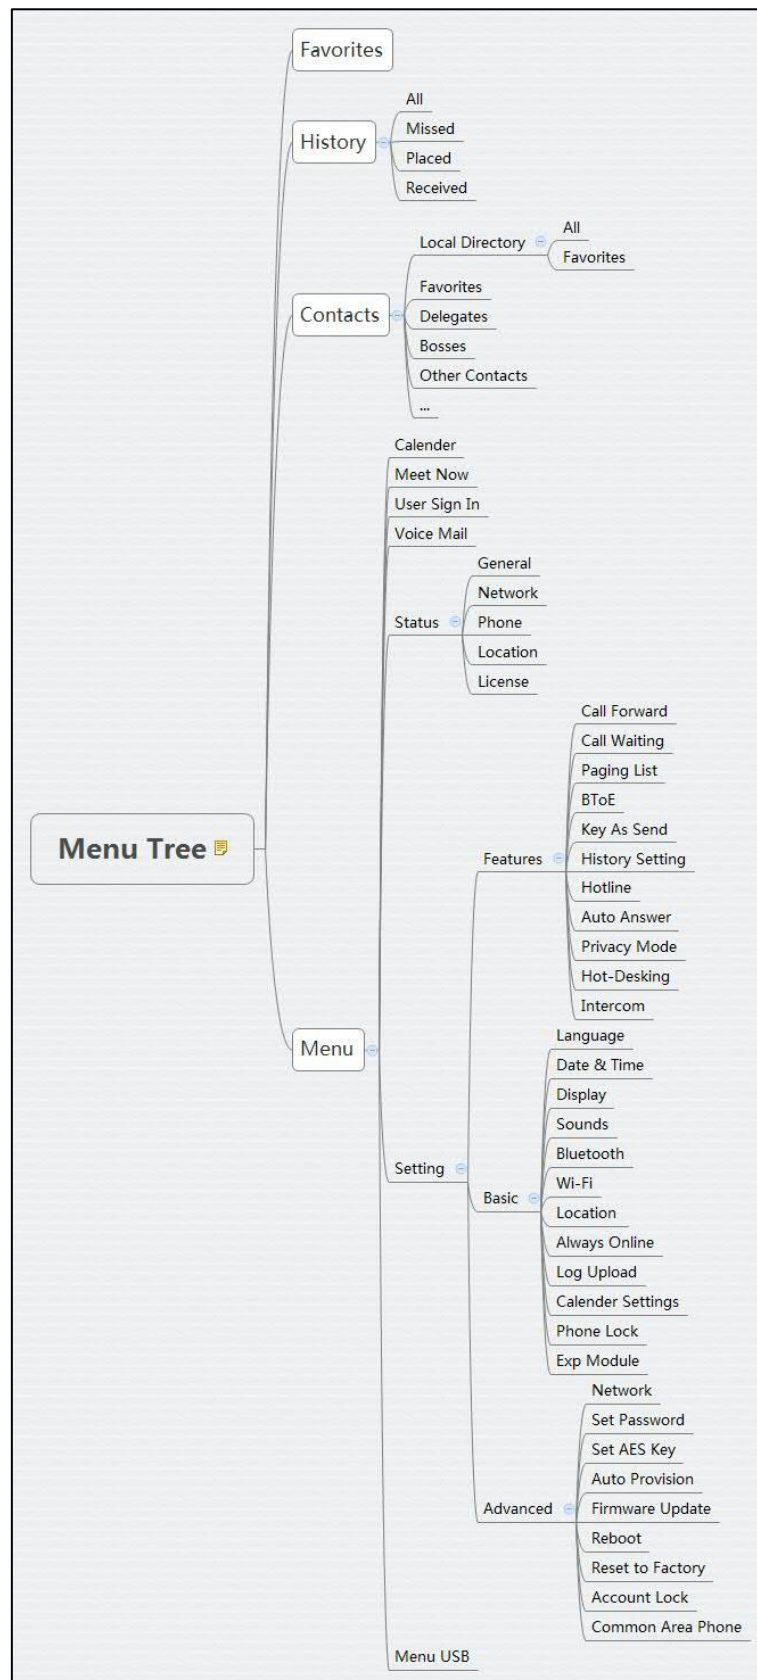 Favorites
All
Missed
History
Placed
Received
All
Local Directory
Favorites
Favorites
Contacts
Delegates
Bosses
Other Contacts
...
Calender
Meet Now
User Sign In
Voice Mail
General
Network
Status
Phone
Location
License
Call Forward
Call Waiting
Paging List
BToE
Key As Send
Menu Tree
Features
History Setting
Hotline
Auto Answer
Privacy Mode
Hot-Desking
Intercom
Menu
Language
Date & Time
Display
Sounds
Bluetooth
Setting
Wi-Fi
Basic
Location
Always Online
Log Upload
Calender Settings
Phone Lock
Exp Module
Network
Set Password
Set AES Key
Auto Provision
Advanced
Firmware Update
Reboot
Reset to Factory
Account Lock
Common Area Phone
Menu USB